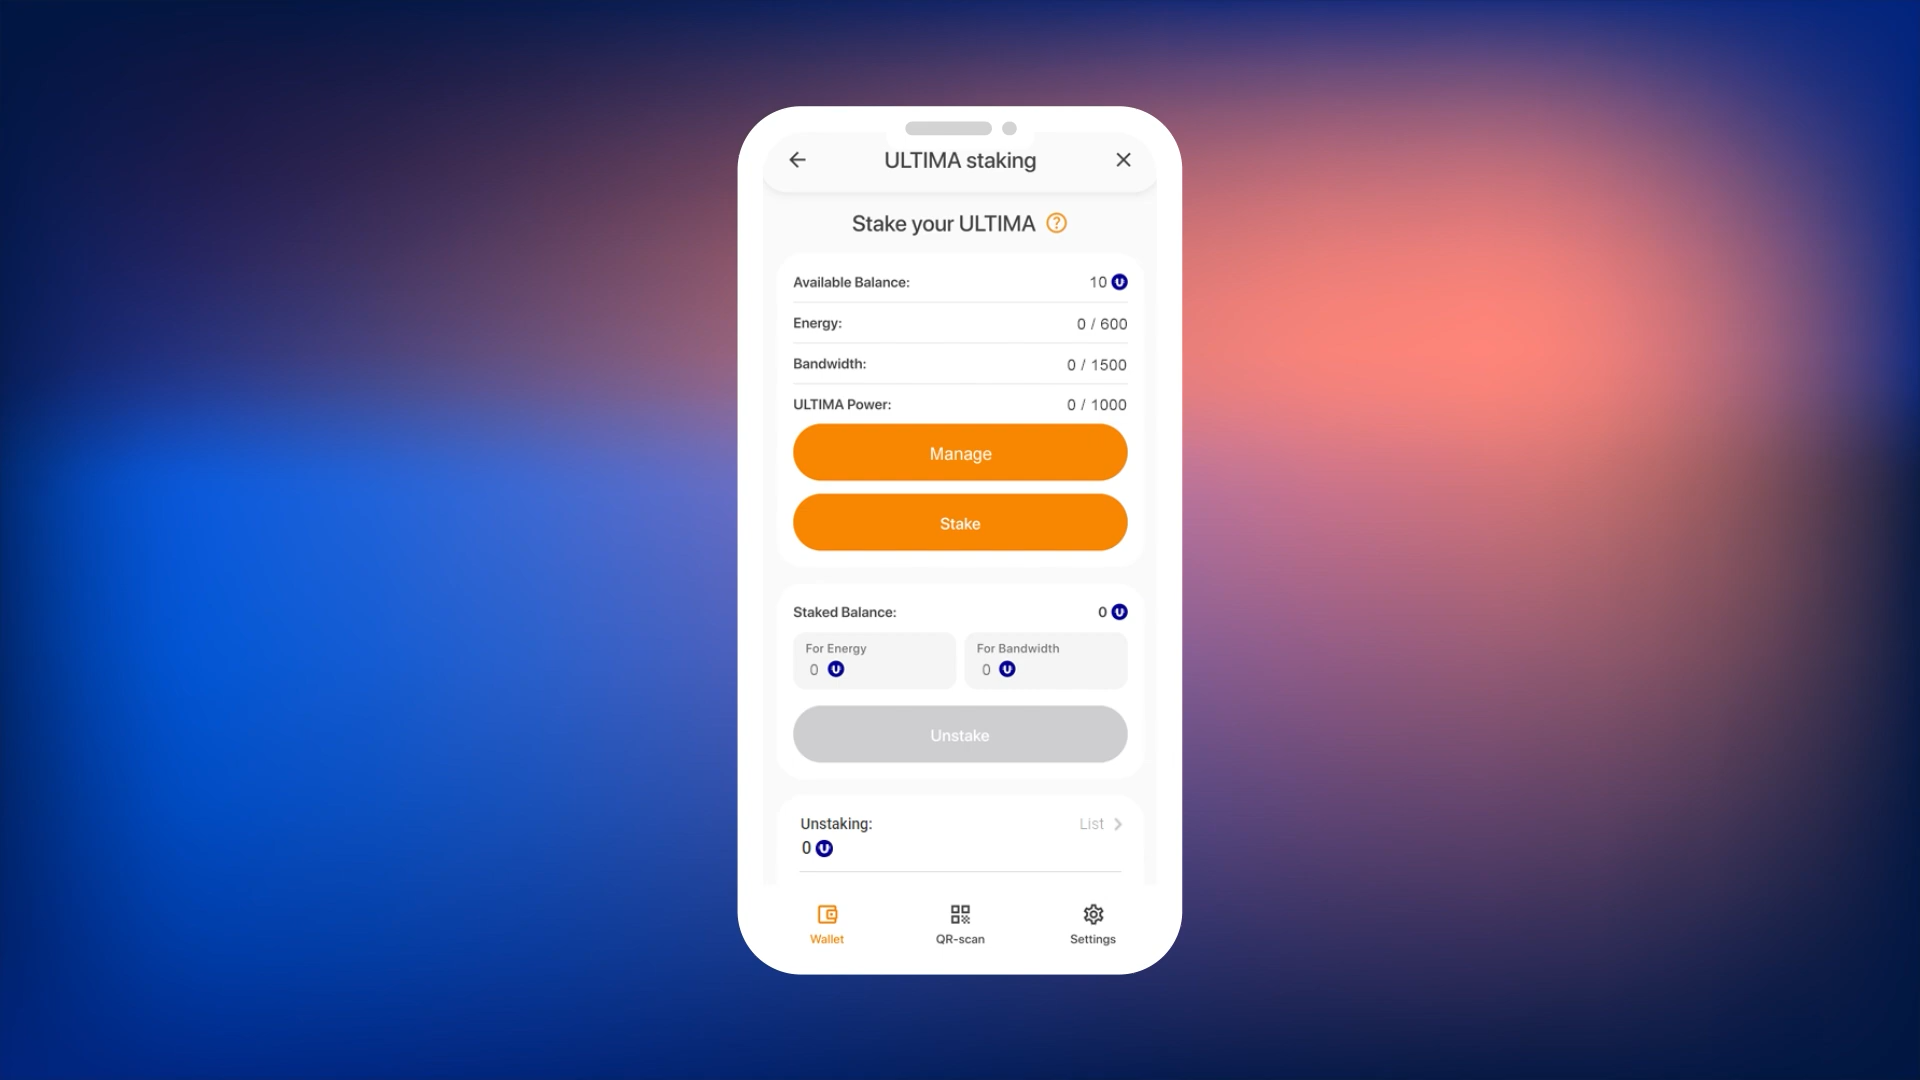 ULTIMA staking
Stake your ULTIMA ?
Available Balance: 10
Energy: 0 / 600
Bandwidth: 0 / 1500
ULTIMA Power: 0 / 1000
Manage
Stake
Staked Balance: 0
For Energy For Bandwidth
0 0
Unstake
Unstaking: List
0
Wallet QR-scan Settings